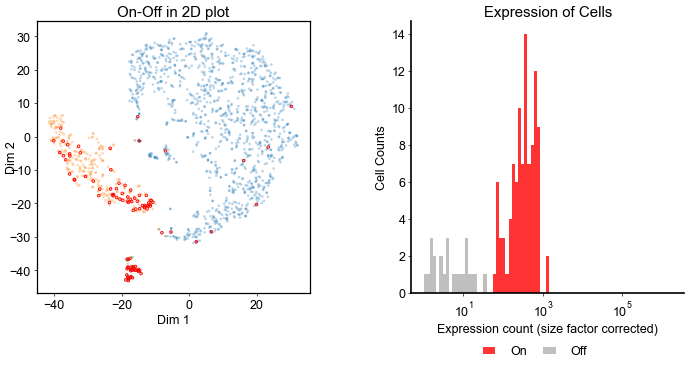 On-Off in 2D plot
30
20
10
0
−10
−20
−30
−40
Dim 2
−40 −20 0 20
Dim 1
Expression of Cells
14
12
10
8
6
4
2
0
Cell Counts
10^1 10^3 10^5
Expression count (size factor corrected)
On Off